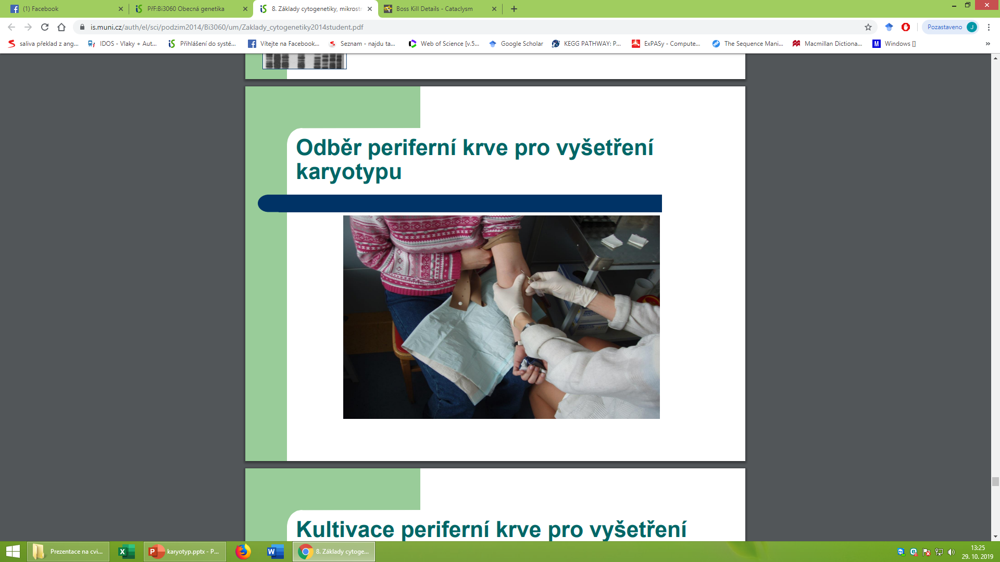 (1) Facebook
PřF:Bi3060 Obecná genetika
8. Základy cytogenetiky, mikrostr
Boss Kill Details - Cataclysm
is.muni.cz/auth/el/sci/podzim2014/Bi3060/um/Zaklady_cytogenetiky2014student.pdf
Pozastaveno
J
saliva překlad z ang...
IDOS - Vlaky + Aut...
Přihlášení do systé...
Vítejte na Facebook...
Seznam - najdu ta...
Web of Science [v.5...
Google Scholar
KEGG PATHWAY: P...
ExPASy - Compute...
The Sequence Mani...
Macmillan Dictiona...
Windows []
»
Odběr periferní krve pro vyšetření
karyotypu
Kultivace periferní krve pro vyšetření
Prezentace na cvi...
karyotyp.pptx - P...
8. Základy cytoge...
13:25
29. 10. 2019